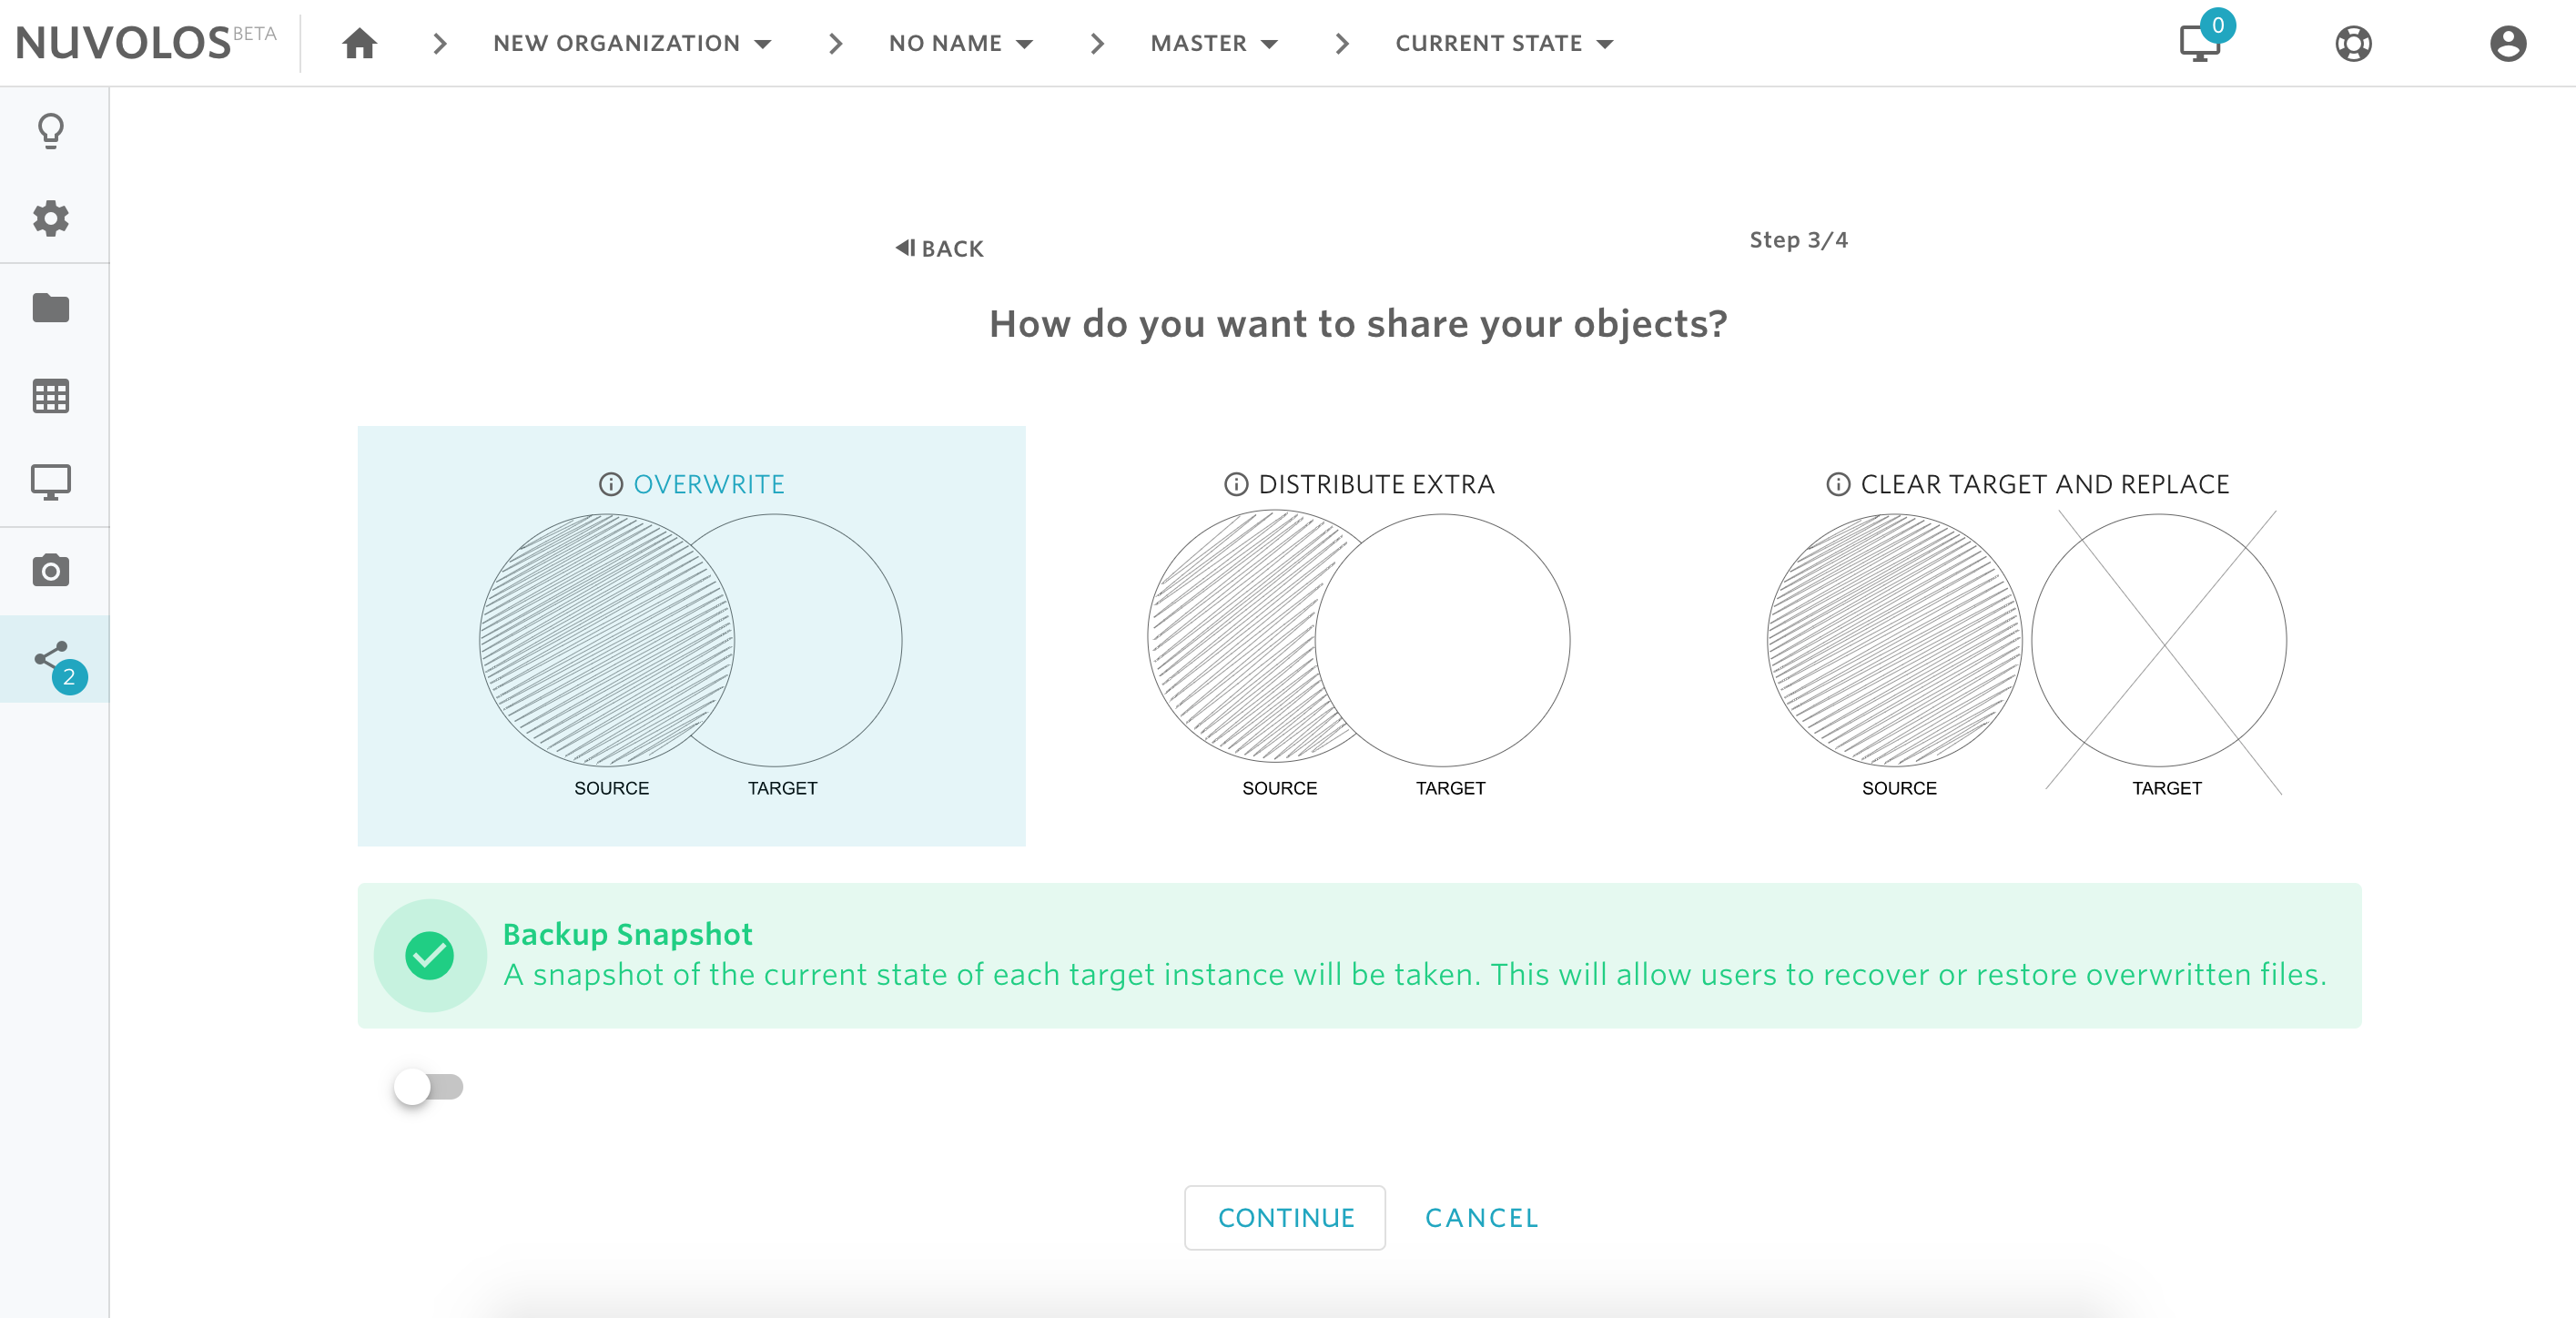 NUVOLOS BETA
NEW ORGANIZATION
NO NAME
MASTER
CURRENT STATE
0
2
BACK
Step 3/4
How do you want to share your objects?
OVERWRITE
SOURCE
TARGET
DISTRIBUTE EXTRA
SOURCE
TARGET
CLEAR TARGET AND REPLACE
SOURCE
TARGET
Backup Snapshot
A snapshot of the current state of each target instance will be taken. This will allow users to recover or restore overwritten files.
CONTINUE
CANCEL